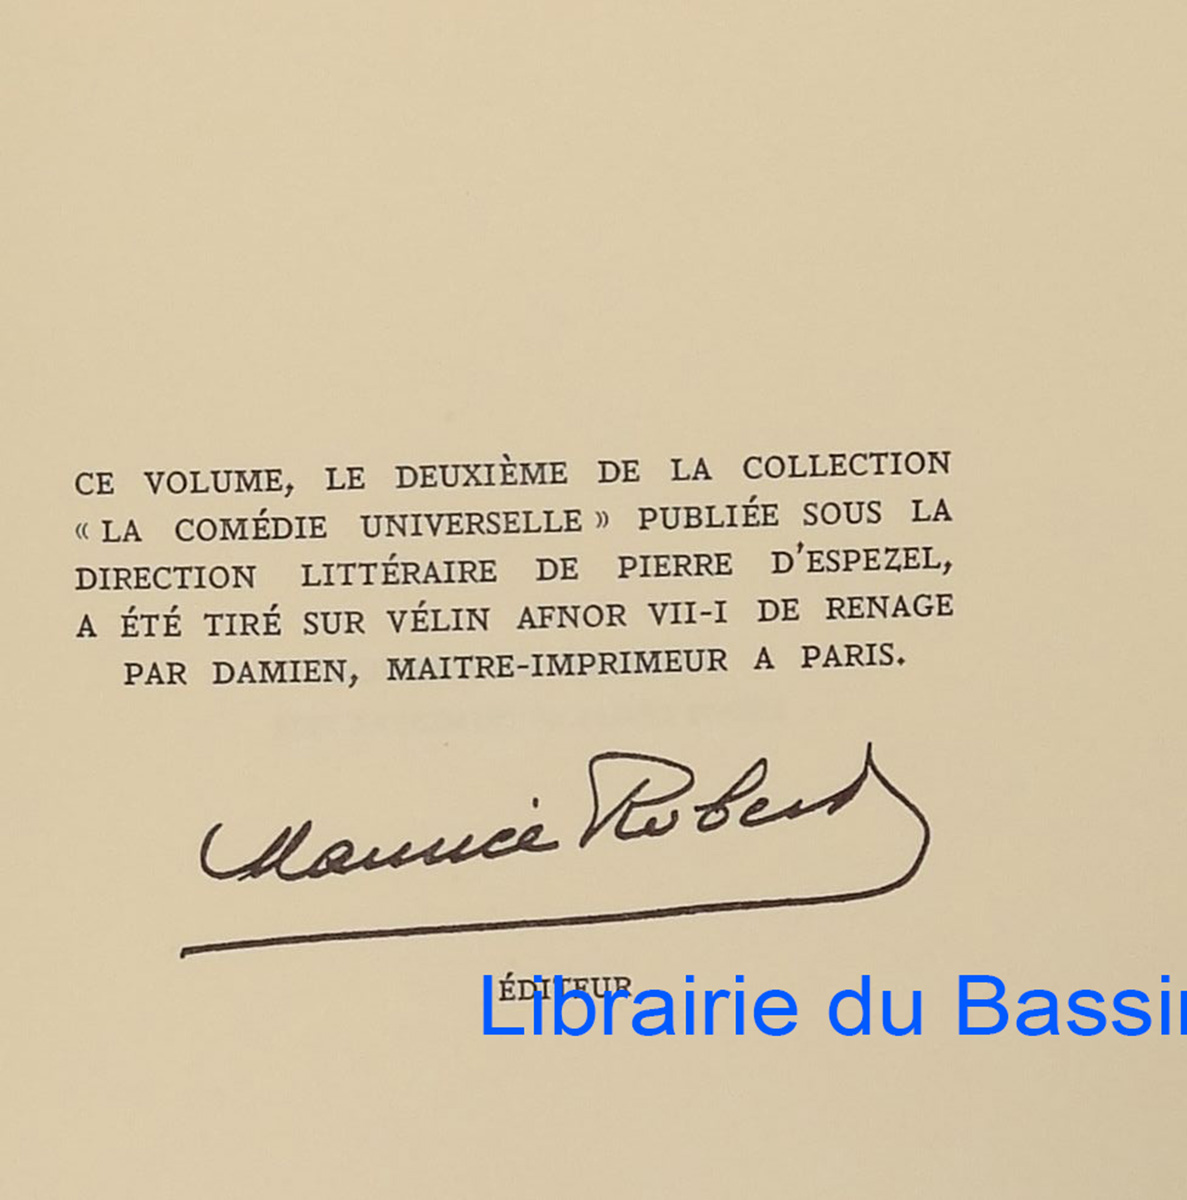 CE VOLUME, LE DEUXIÈME DE LA COLLECTION
« LA COMÉDIE UNIVERSELLE » PUBLIÉE SOUS LA
DIRECTION LITTÉRAIRE DE PIERRE D'ESPEZEL,
A ÉTÉ TIRÉ SUR VÉLIN AFNOR VII-I DE RENAGE
PAR DAMIEN, MAITRE-IMPRIMEUR A PARIS.
Maurice Robert
ÉDITEUR
Librairie du Bassin